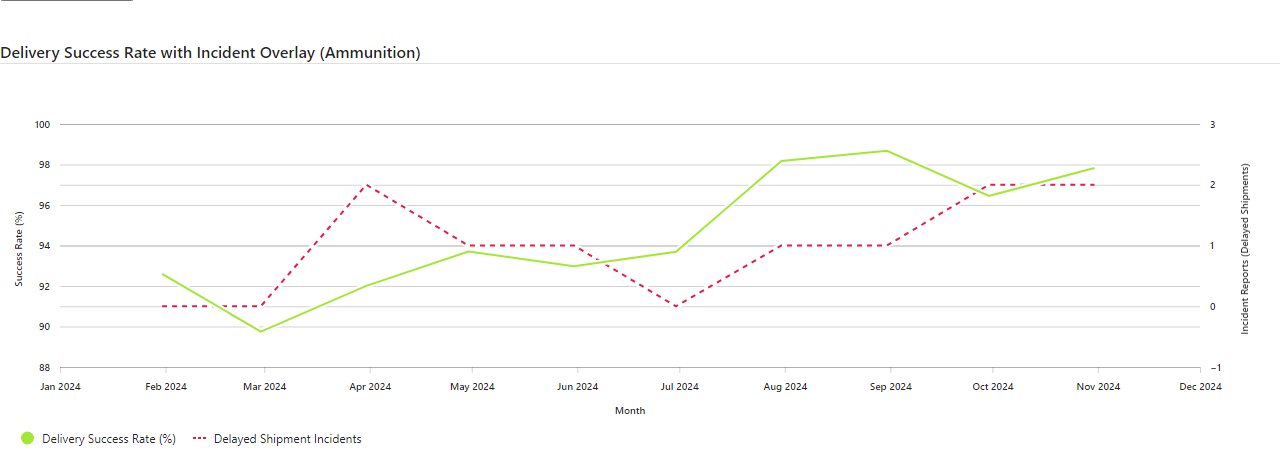 Delivery Success Rate with Incident Overlay (Ammunition)
100
98
96
94
92
90
88
Success Rate (%)
3
2
1
0
−1
Incident Reports (Delayed Shipments)
Jan 2024 Feb 2024 Mar 2024 Apr 2024 May 2024 Jun 2024 Jul 2024 Aug 2024 Sep 2024 Oct 2024 Nov 2024 Dec 2024
Month
Delivery Success Rate (%) Delayed Shipment Incidents